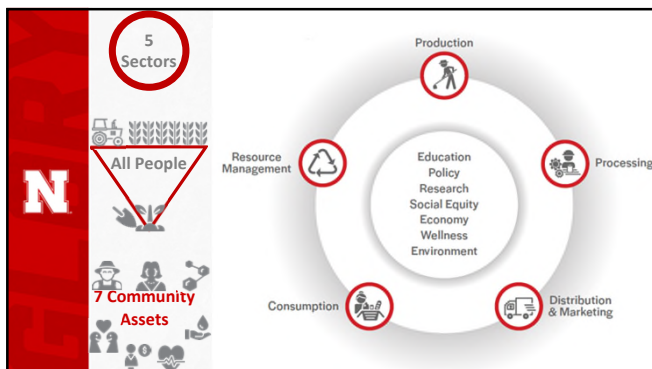 GLORY
N
5
Sectors
All People
7 Community
Assets
Production
Processing
Distribution
& Marketing
Consumption
Resource
Management
Education
Policy
Research
Social Equity
Economy
Wellness
Environment